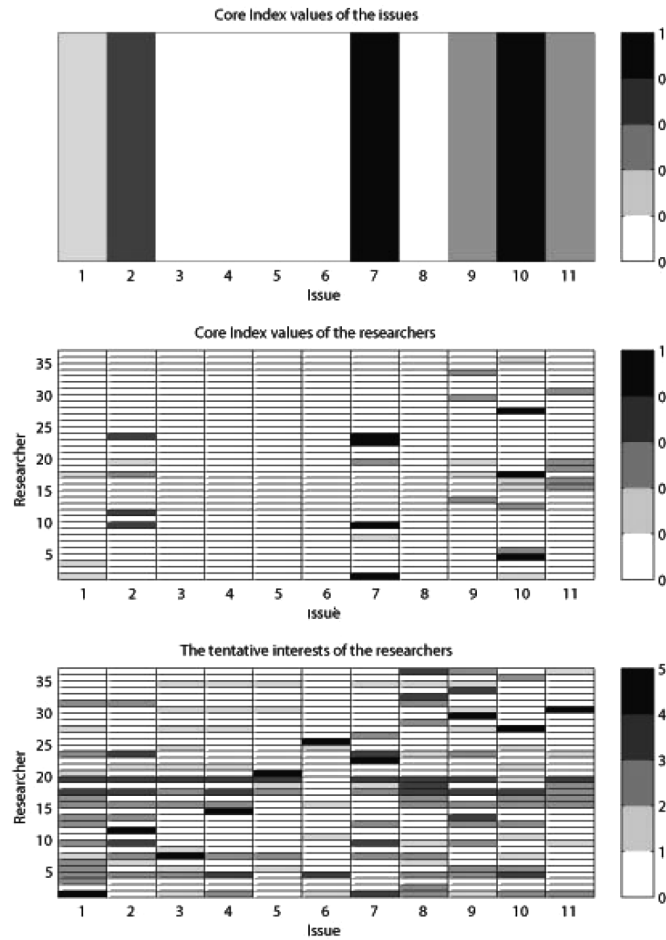 Core Index values of the issues
1
0
0
0
0
0
1 2 3 4 5 6 7 8 9 10 11
Issue
Core Index values of the researchers
35
30
25
20
15
10
5
Researcher
1
0
0
0
0
0
1 2 3 4 5 6 7 8 9 10 11
Issuè
The tentative interests of the researchers
35
30
25
20
15
10
5
Researcher
5
4
3
2
1
0
1 2 3 4 5 6 7 8 9 10 11
Issue